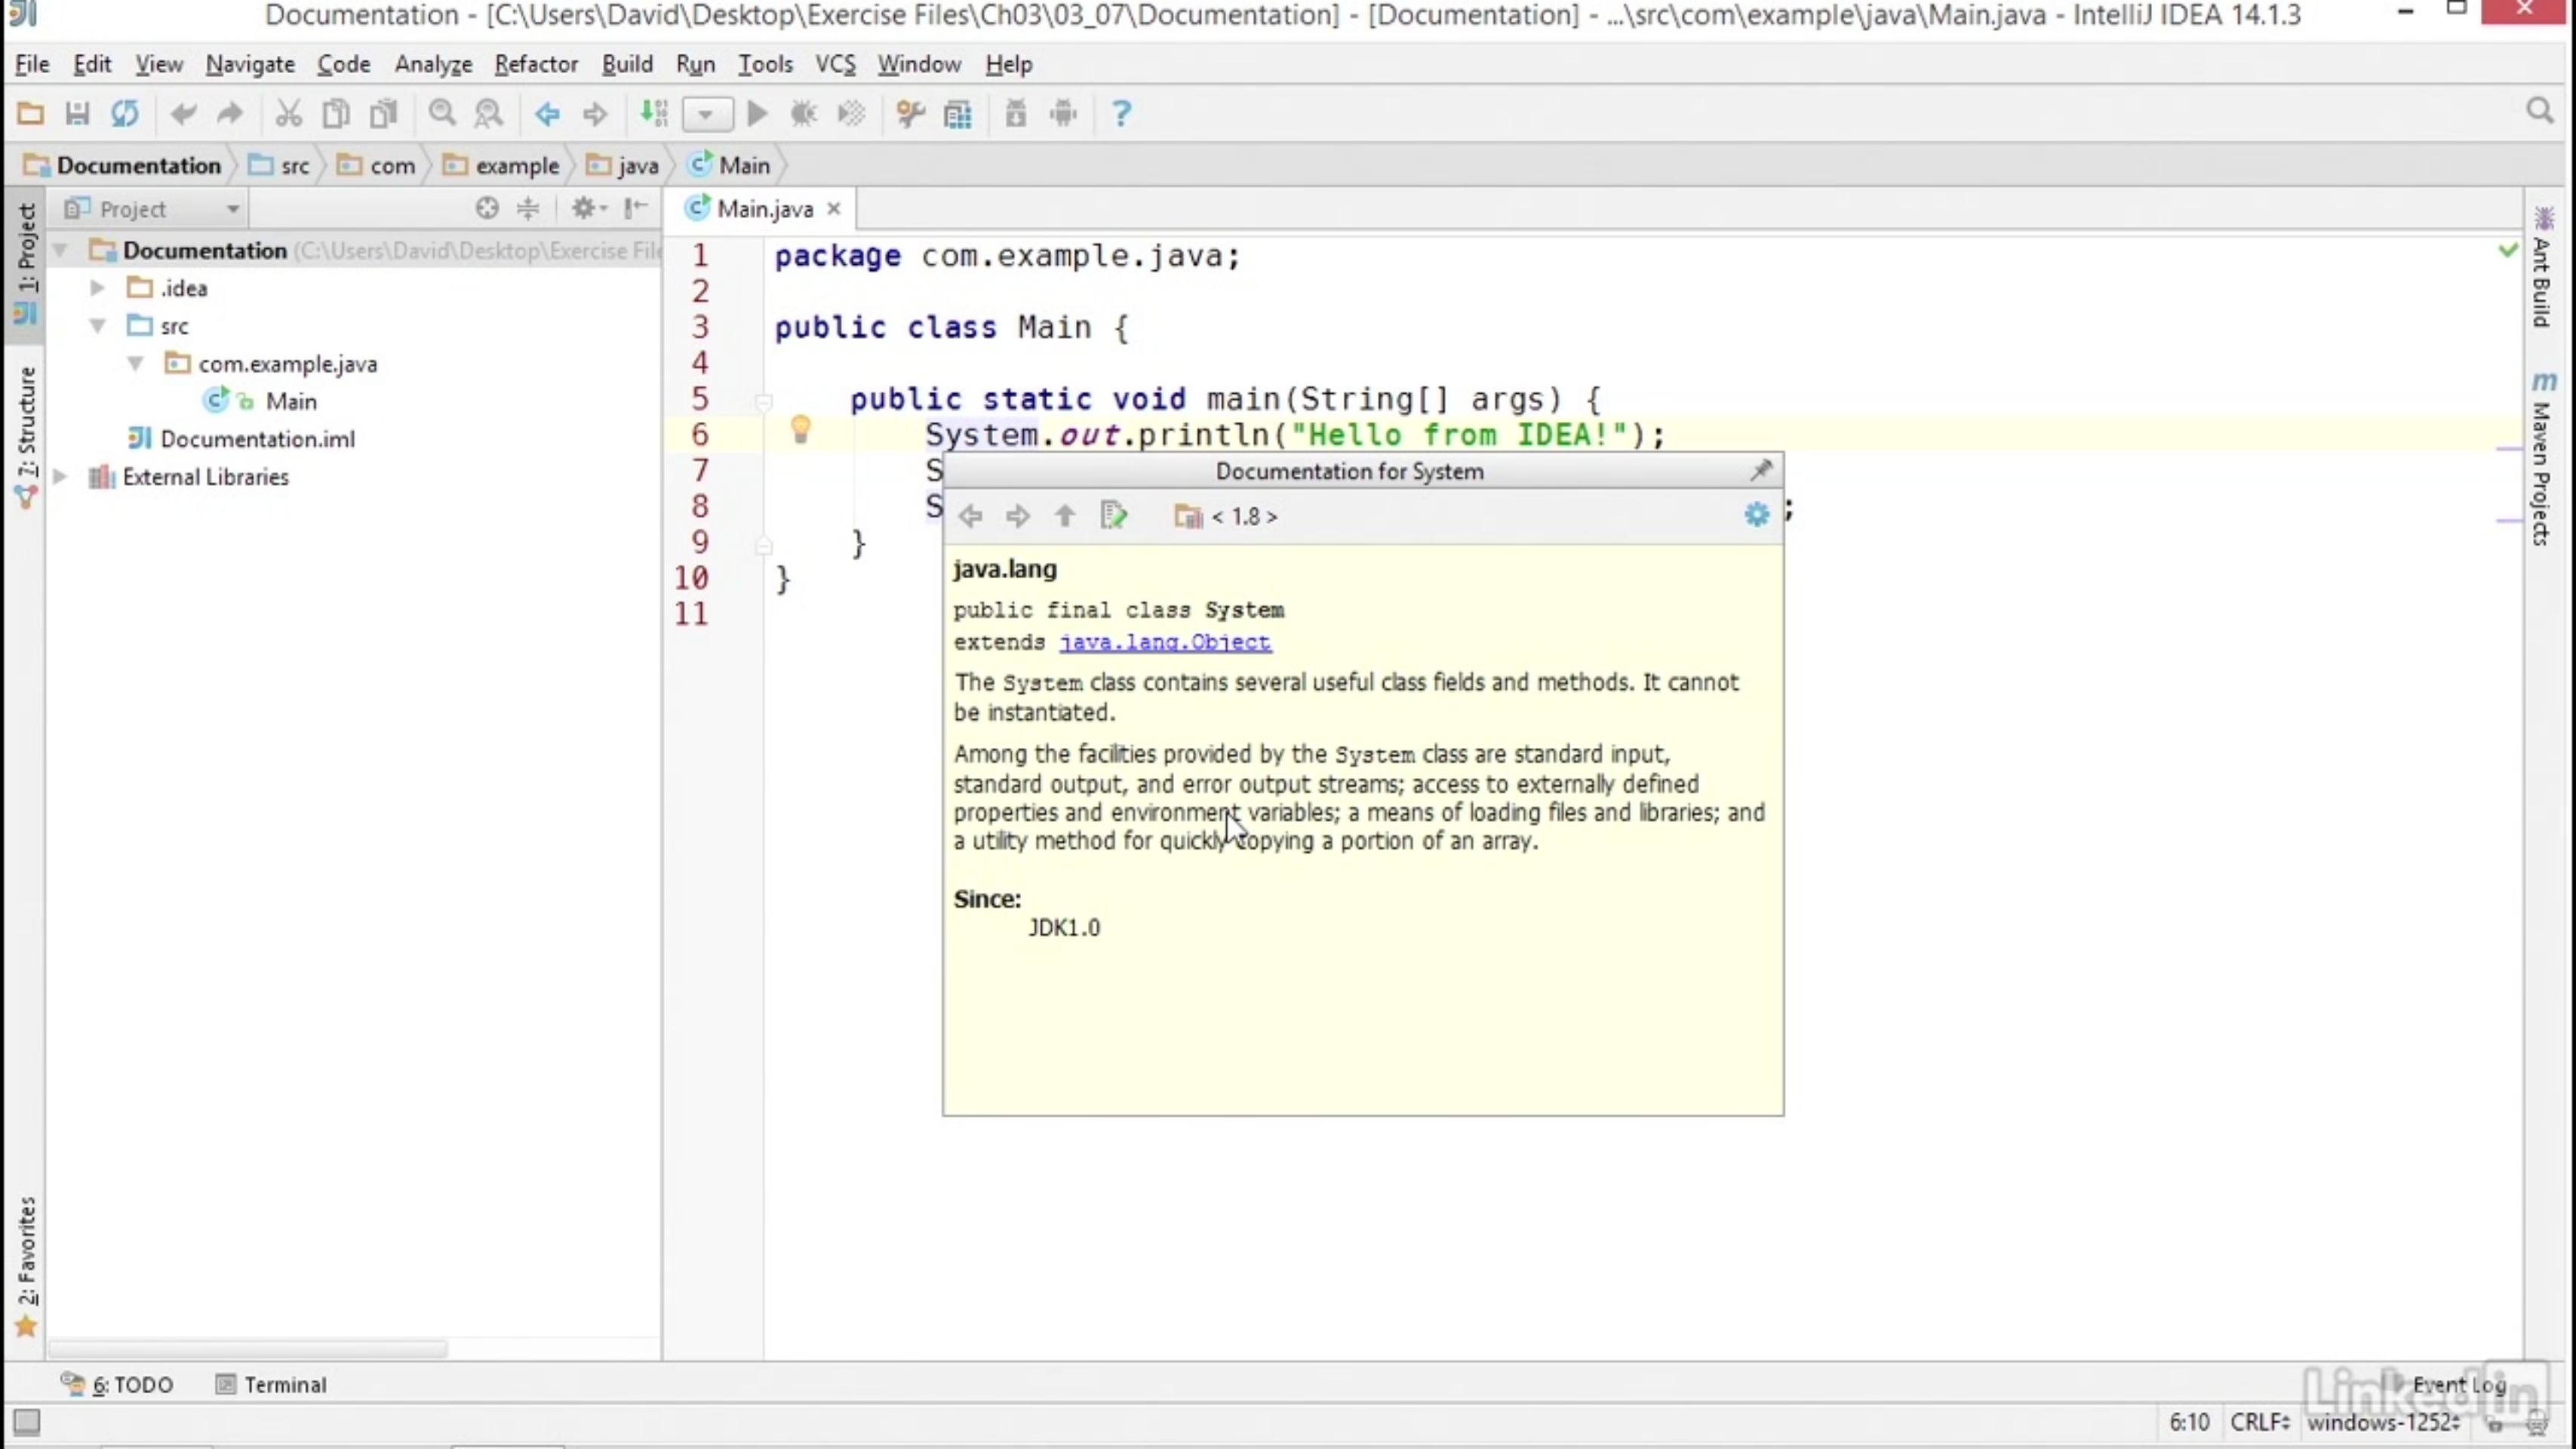 Documentation - [C:\Users\David\Desktop\Exercise Files\Ch03\03_07\Documentation] - [Documentation] - ...\src\com\example\java\Main.java - IntelliJ IDEA 14.1.3
File Edit View Navigate Code Analyze Refactor Build Run Tools VCS Window Help
Documentation src com example java Main
1: Project
7: Structure
2: Favorites
Project
Documentation (C:\Users\David\Desktop\Exercise File
.idea
src
com.example.java
Main
Documentation.iml
External Libraries
Main.java
1 package com.example.java;
2
3 public class Main {
4
5 public static void main(String[] args) {
6 System.out.println("Hello from IDEA!");
7 S
8 S ;
9 }
10 }
11
Documentation for System
< 1.8 >
java.lang
public final class System
extends java.lang.Object
The System class contains several useful class fields and methods. It cannot
be instantiated.
Among the facilities provided by the System class are standard input,
standard output, and error output streams; access to externally defined
properties and environment variables; a means of loading files and libraries; and
a utility method for quickly copying a portion of an array.
Since:
JDK1.0
Ant Build
Maven Projects
6: TODO Terminal
Event Log
LinkedIn
6:10 CRLF windows-1252